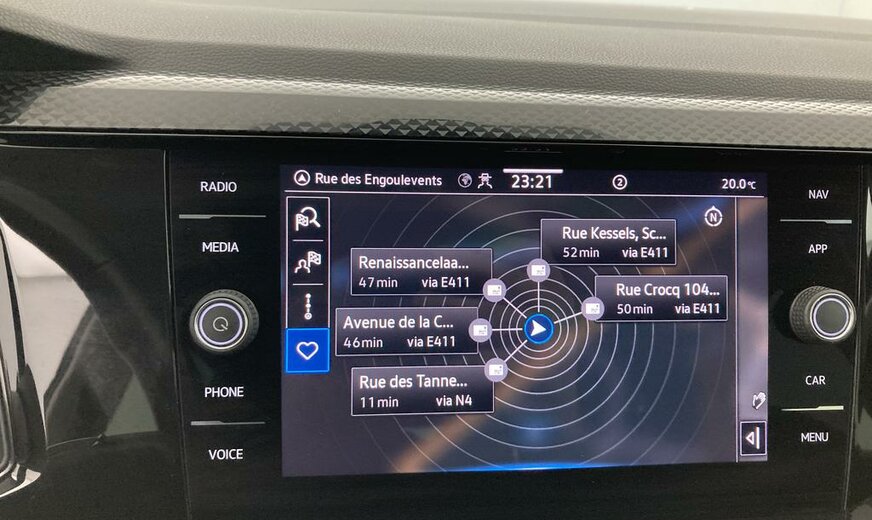 RADIO
MEDIA
PHONE
VOICE
Rue des Engoulevents
23:21
2
20.0°C
N
Rue Kessels, Sc...
52 min via E411
Renaissancelaa...
47 min via E411
Rue Crocq 104...
50 min via E411
Avenue de la C...
46 min via E411
Rue des Tanne...
11 min via N4
NAV
APP
CAR
MENU